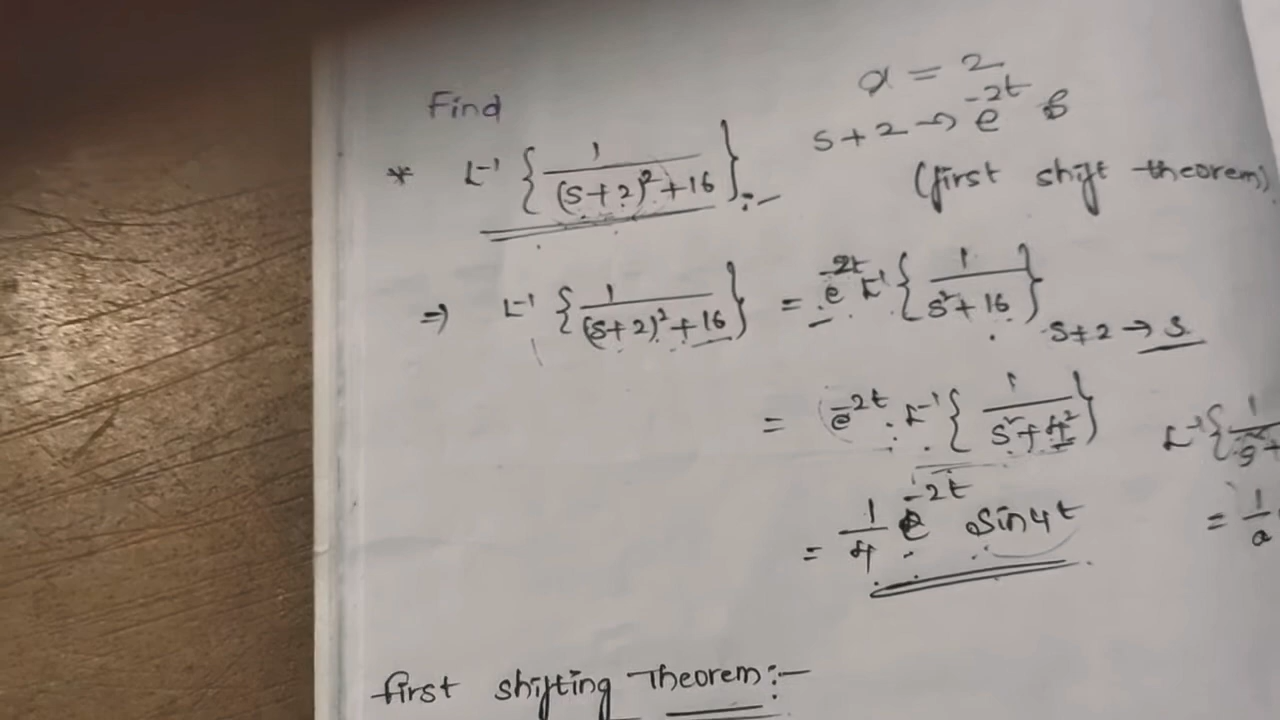 Find
a = 2
s+2 → e^{-2t}
* L^{-1} { 1/((s+2)^2+16) } :-
(first shift theorem)
⇒ L^{-1} { 1/((s+2)^2+16) } = e^{-2t} L^{-1} { 1/(s^2+16) } s+2 → s
= e^{-2t} . L^{-1} { 1/(s^2+4^2) } L^{-1} { 1/(s^2+
= 1/4 e^{-2t} sin4t = 1/a
first shifting Theorem:-